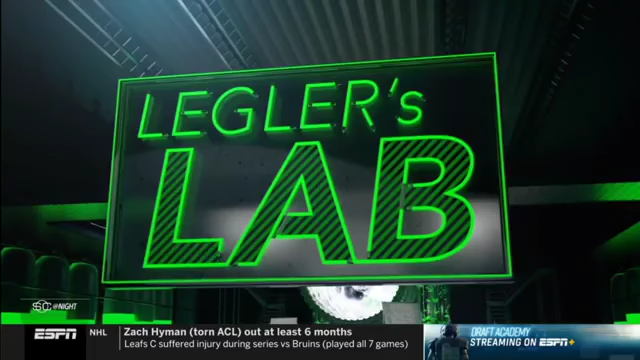 LEGLER's
LAB
SC @NIGHT
ESPN NHL Zach Hyman (torn ACL) out at least 6 months
Leafs C suffered injury during series vs Bruins (played all 7 games)
DRAFT ACADEMY
STREAMING ON ESPN+